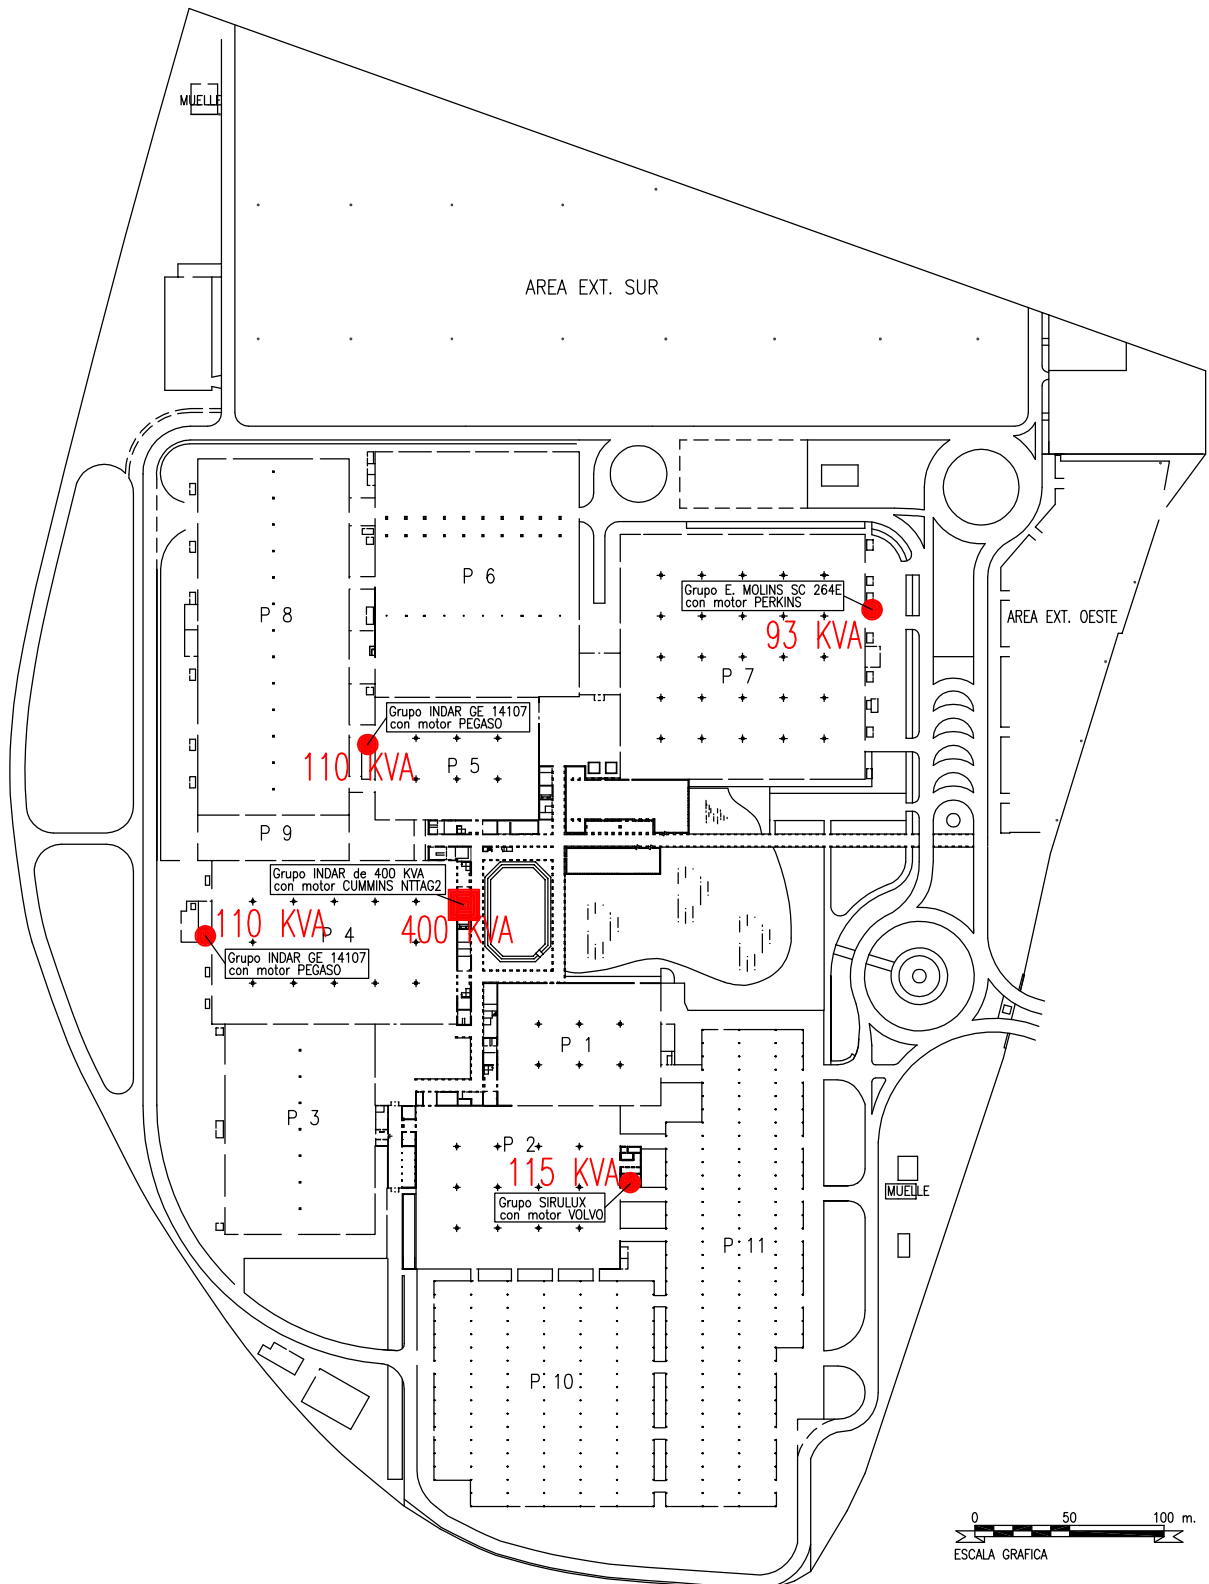 MUELLE
AREA EXT. SUR
P 6
Grupo E. MOLINS SC 264E
con motor PERKINS
93 KVA
P 8
AREA EXT. OESTE
P 7
Grupo INDAR GE 14107
con motor PEGASO
110 KVA
P 5
P 9
Grupo INDAR de 400 KVA
con motor CUMMINS NTTAG2
110 KVA
P 4
400 KVA
Grupo INDAR GE 14107
con motor PEGASO
P 1
P 3
P 2
115 KVA
Grupo SIRULUX
con motor VOLVO
MUELLE
P 11
P 10
0 50 100 m.
ESCALA GRAFICA